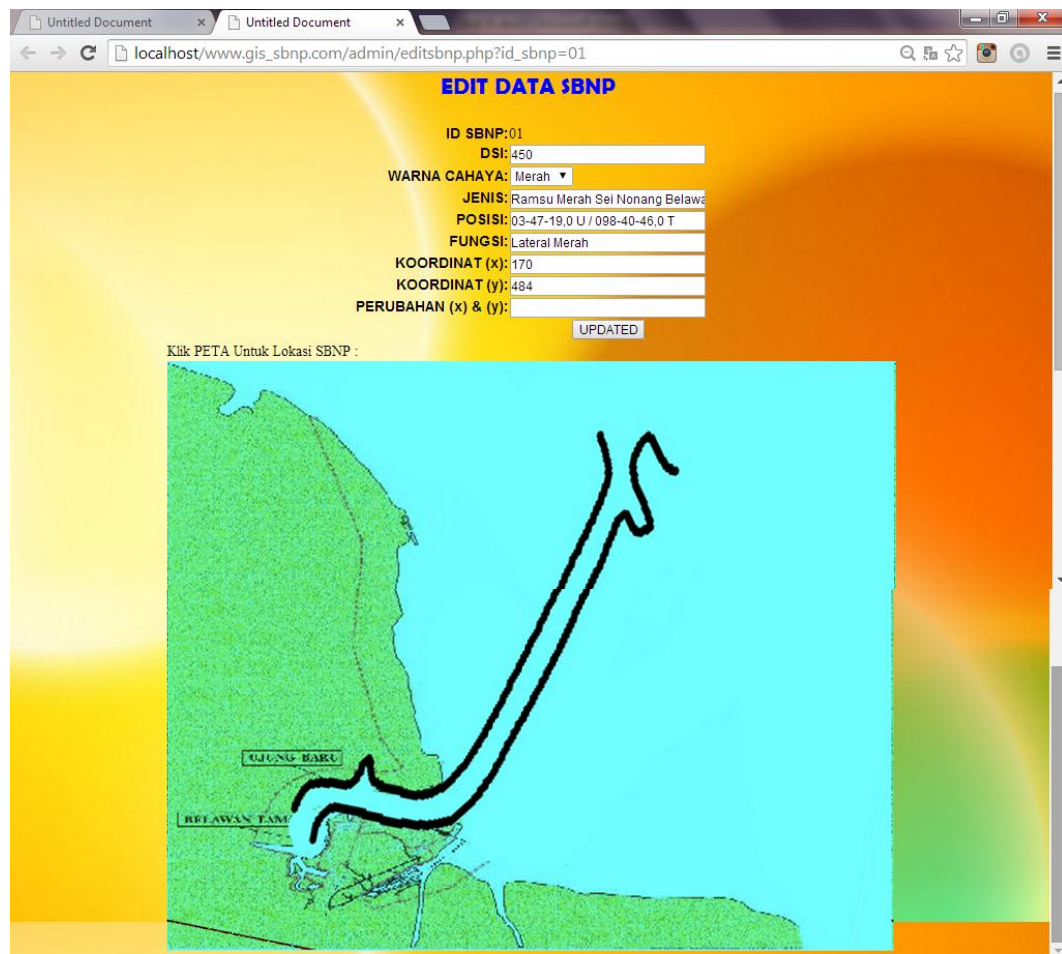 Untitled Document × Untitled Document ×
localhost/www.gis_sbnp.com/admin/editsbnp.php?id_sbnp=01
EDIT DATA SBNP
ID SBNP:01
DSI: 450
WARNA CAHAYA: Merah
JENIS: Ramsu Merah Sei Nonang Belawa
POSISI: 03-47-19,0 U / 098-40-46,0 T
FUNGSI: Lateral Merah
KOORDINAT (x): 170
KOORDINAT (y): 484
PERUBAHAN (x) & (y):
UPDATED
Klik PETA Untuk Lokasi SBNP :
UJUNG BARU
BELAWAN LAMA